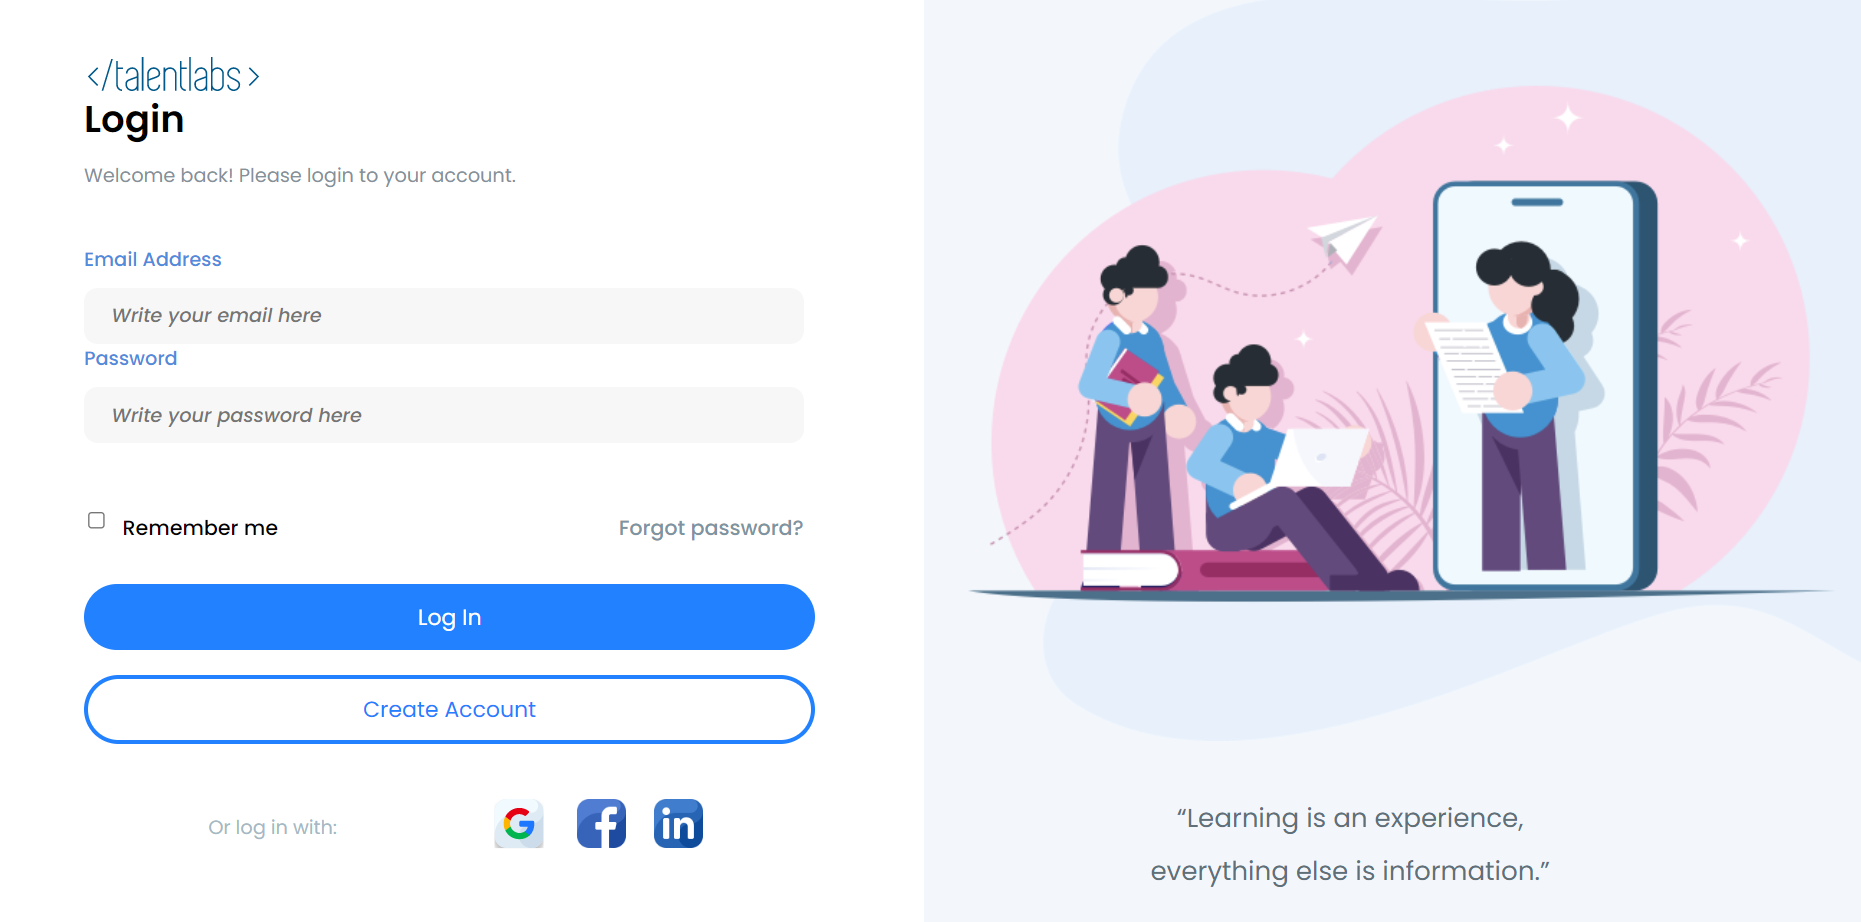 </talentlabs>
Login
Welcome back! Please login to your account.
Email Address
Write your email here
Password
Write your password here
Remember me
Forgot password?
Log In
Create Account
Or log in with:
G
f
in
“Learning is an experience,
everything else is information.”